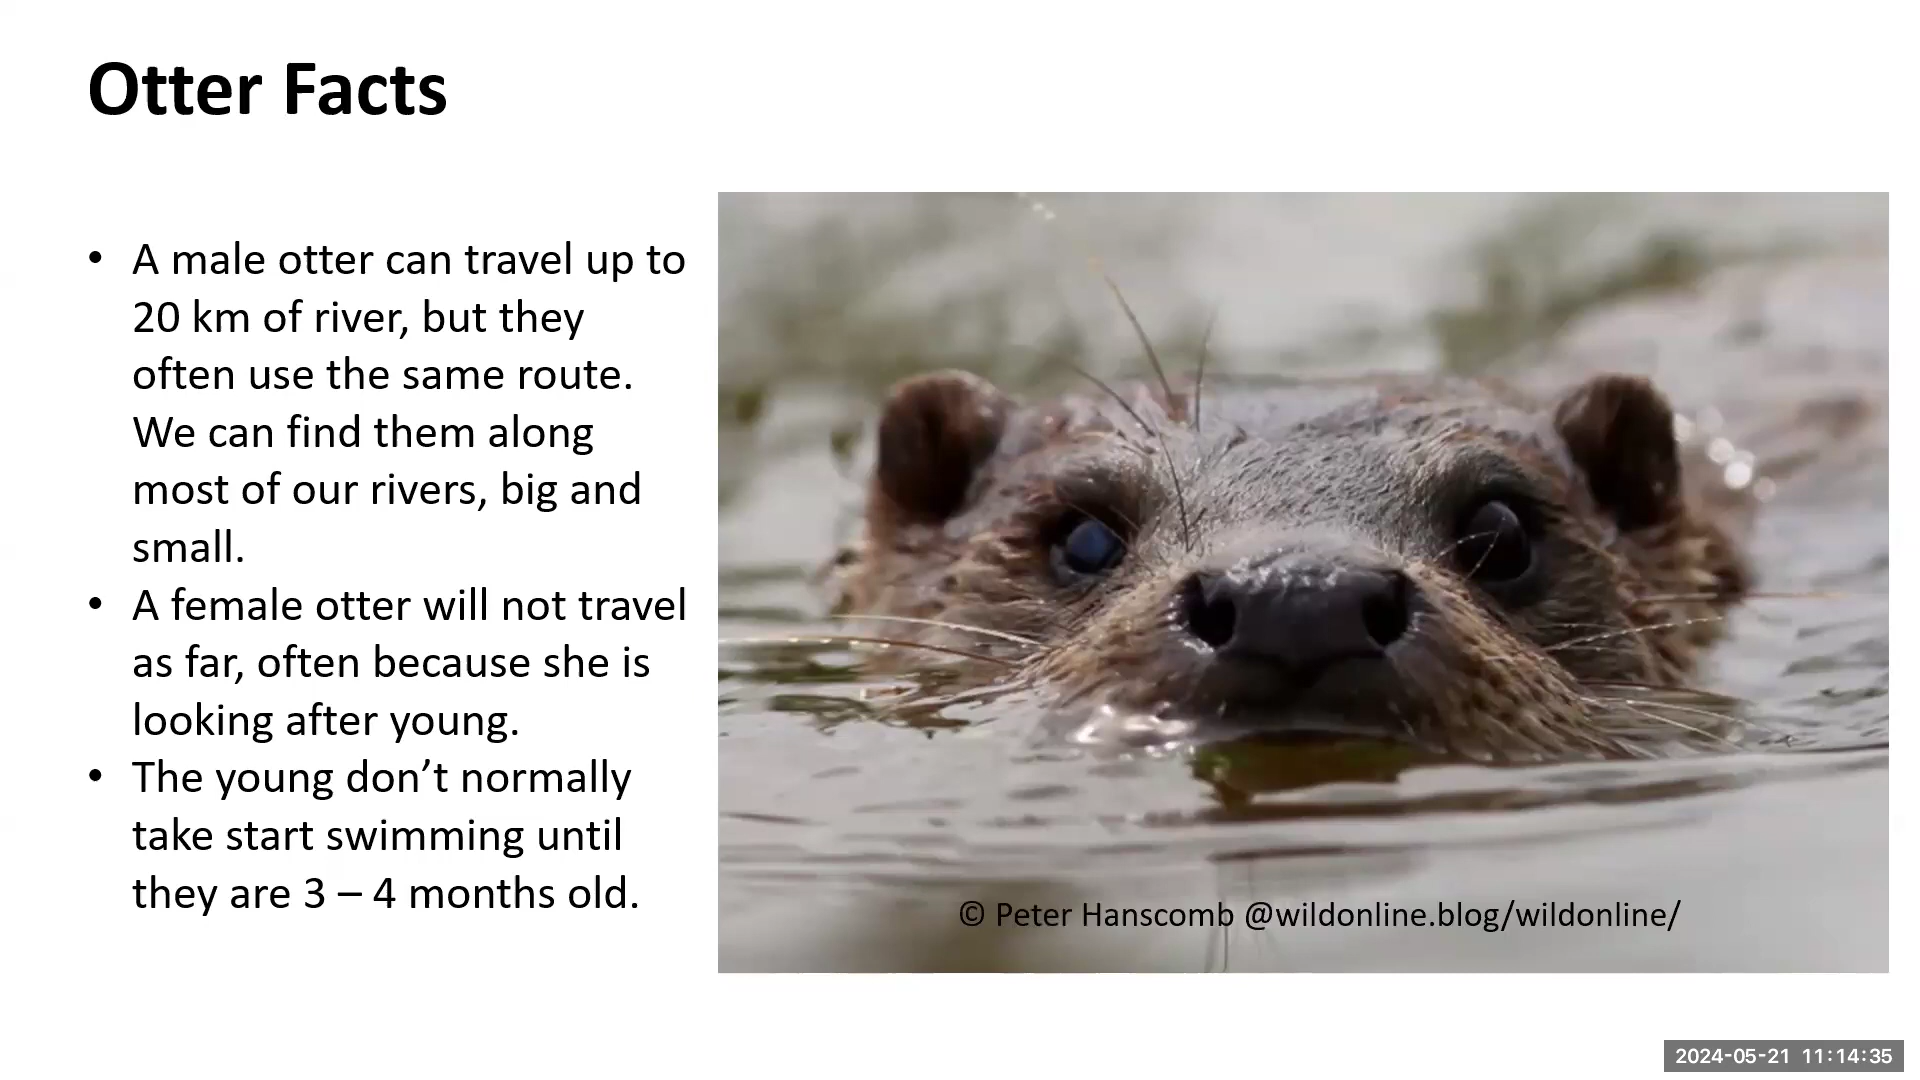 Otter Facts
• A male otter can travel up to
20 km of river, but they
often use the same route.
We can find them along
most of our rivers, big and
small.
• A female otter will not travel
as far, often because she is
looking after young.
• The young don’t normally
take start swimming until
they are 3 – 4 months old.
© Peter Hanscomb @wildonline.blog/wildonline/
2024-05-21 11:14:35